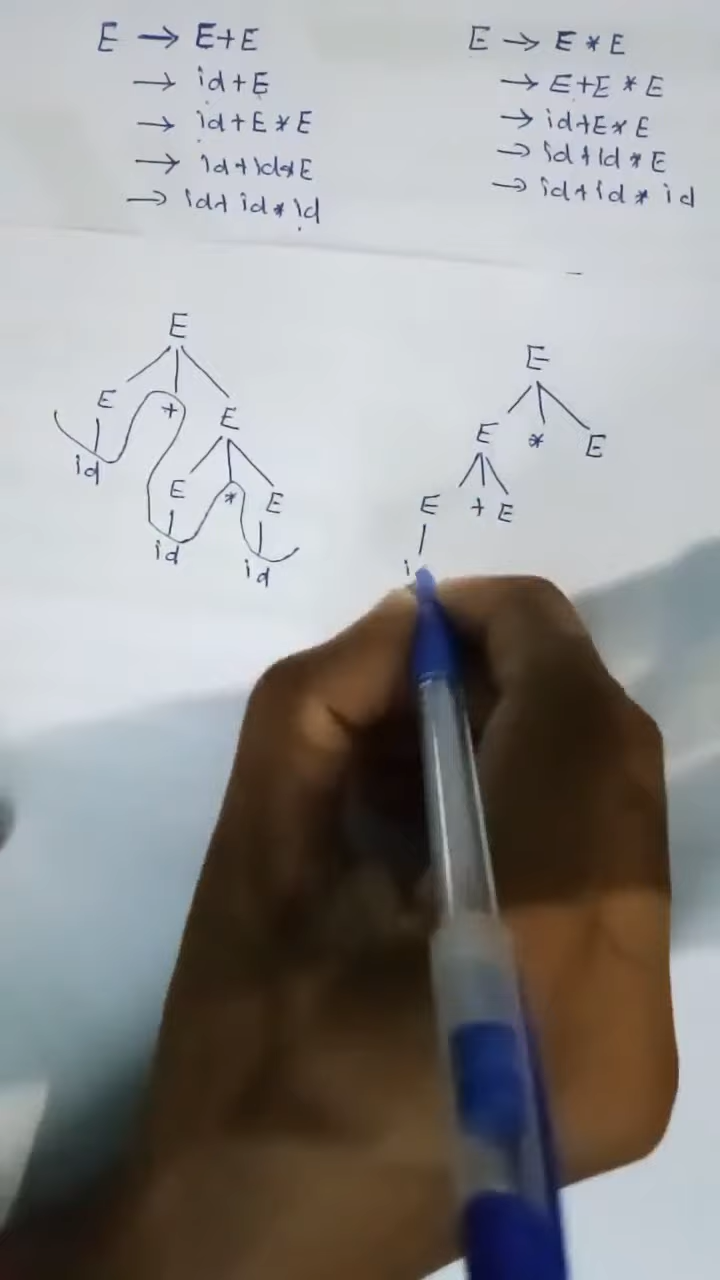 E → E+E
→ id+E
→ id+E*E
→ id+id*E
→ id+id*id
E → E*E
→ E+E*E
→ id+E*E
→ id+id*E
→ id+id*id
E
E + E
id E * E
id id
E
E * E
E + E
i